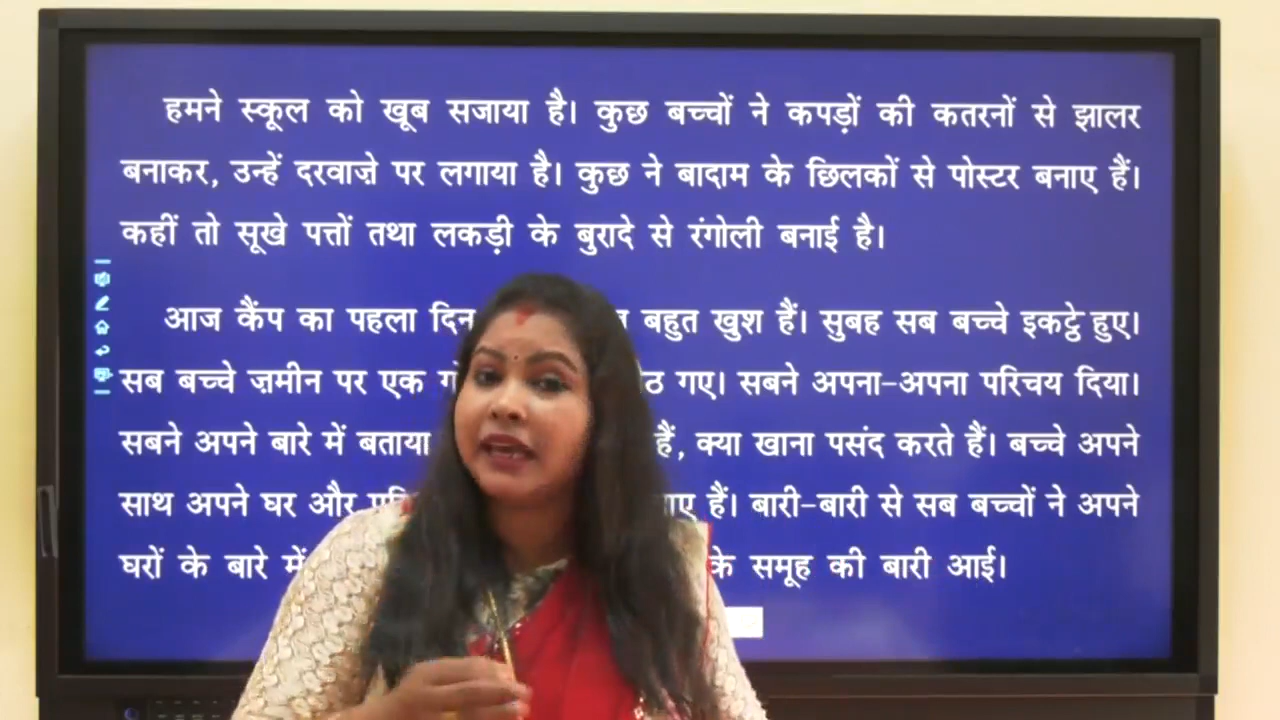 हमने स्कूल को खूब सजाया है। कुछ बच्चों ने कपड़ों की कतरनों से झालर
बनाकर, उन्हें दरवाज़े पर लगाया है। कुछ ने बादाम के छिलकों से पोस्टर बनाए हैं।
कहीं तो सूखे पत्तों तथा लकड़ी के बुरादे से रंगोली बनाई है।
आज कैंप का पहला दिन बहुत खुश हैं। सुबह सब बच्चे इकट्ठे हुए।
सब बच्चे ज़मीन पर एक गए। सबने अपना-अपना परिचय दिया।
सबने अपने बारे में बताया हैं, क्या खाना पसंद करते हैं। बच्चे अपने
साथ अपने घर और हैं। बारी-बारी से सब बच्चों ने अपने
घरों के बारे में के समूह की बारी आई।